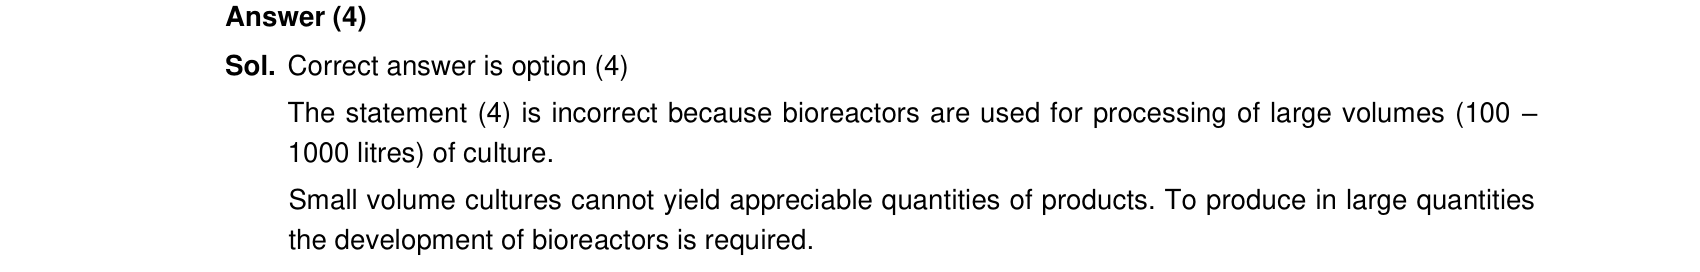 Answer (4)
Sol. Correct answer is option (4)
The statement (4) is incorrect because bioreactors are used for processing of large volumes (100 –
1000 litres) of culture.
Small volume cultures cannot yield appreciable quantities of products. To produce in large quantities
the development of bioreactors is required.